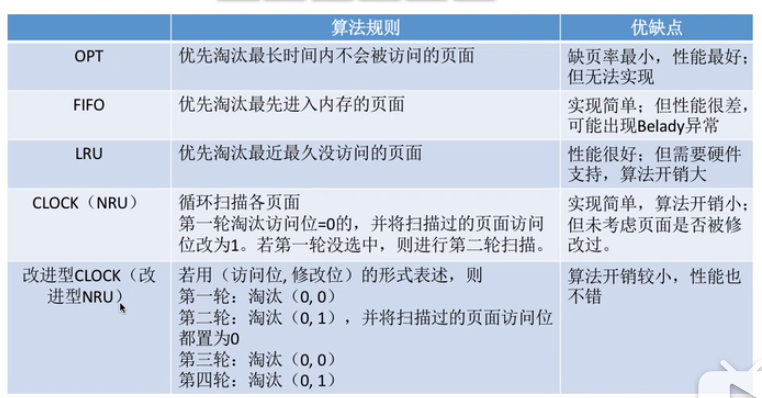 算法规则 优缺点
OPT 优先淘汰最长时间内不会被访问的页面 缺页率最小，性能最好；
但无法实现
FIFO 优先淘汰最先进入内存的页面 实现简单；但性能很差，
可能出现Belady异常
LRU 优先淘汰最近最久没访问的页面 性能很好；但需要硬件
支持，算法开销大
CLOCK（NRU） 循环扫描各页面 实现简单，算法开销小；
第一轮淘汰访问位=0的，并将扫描过的页面访问 但未考虑页面是否被修
位改为1。若第一轮没选中，则进行第二轮扫描。 改过。
改进型CLOCK（改 若用（访问位, 修改位）的形式表述，则 算法开销较小，性能也
进型NRU） 第一轮：淘汰（0, 0） 不错
第二轮：淘汰（0, 1），并将扫描过的页面访问位
都置为0
第三轮：淘汰（0, 0）
第四轮：淘汰（0, 1）